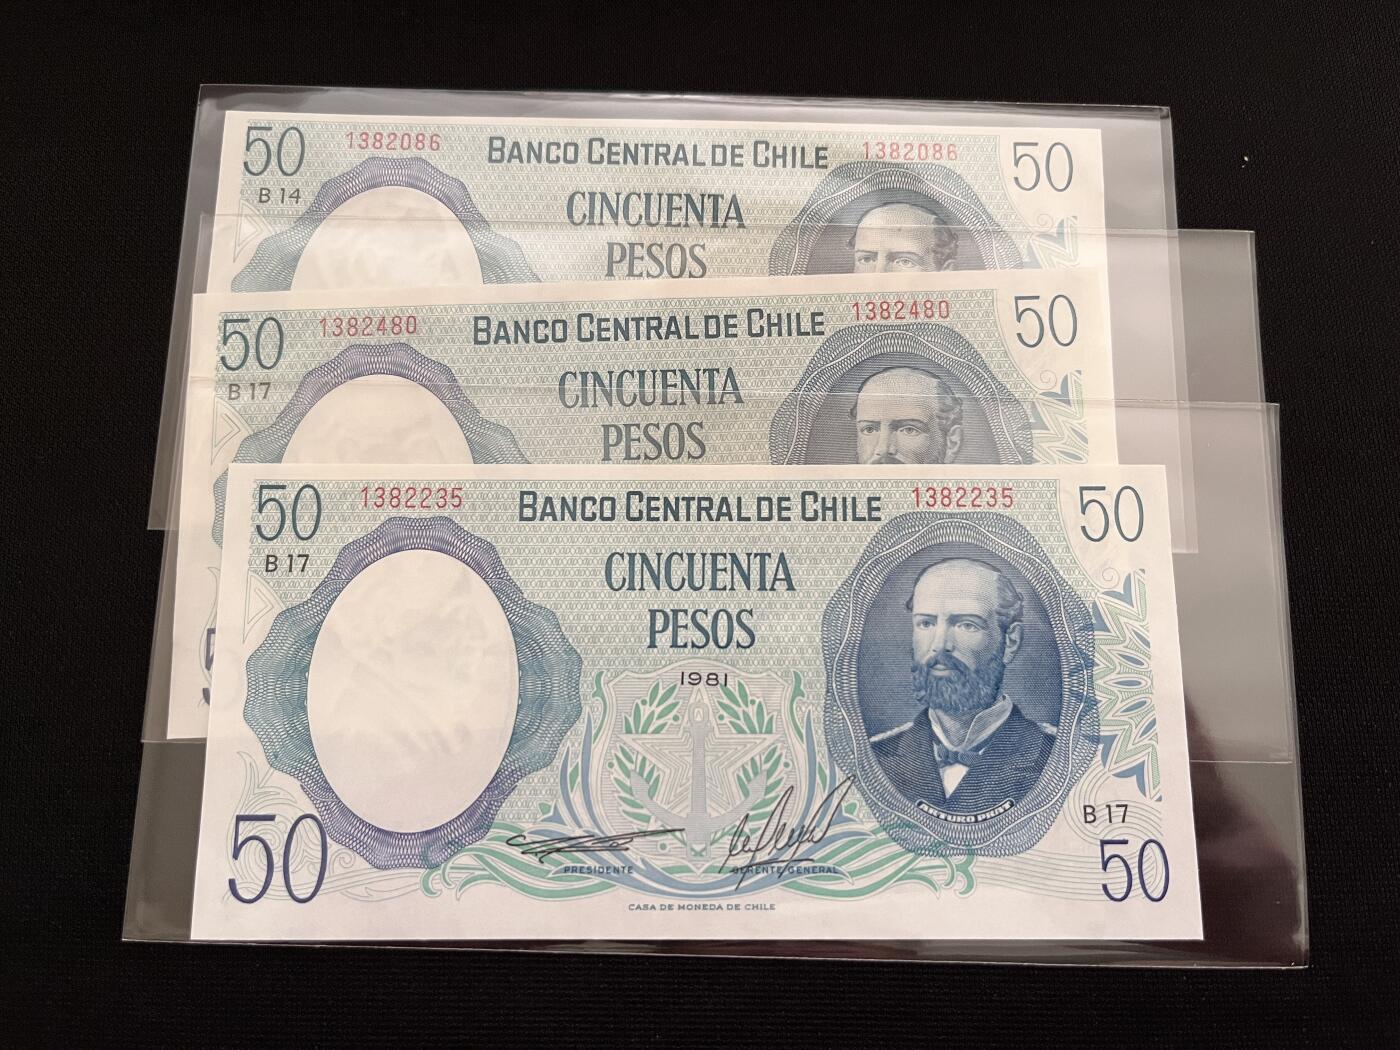 50 1382086 BANCO CENTRAL DE CHILE 1382086 50
B 14
CINCUENTA
PESOS
50 1382480 BANCO CENTRAL DE CHILE 1382480 50
B 17
CINCUENTA
PESOS
50 1382235 BANCO CENTRAL DE CHILE 1382235 50
B 17
CINCUENTA
PESOS
1981
ARTURO PRAT
B 17
50 50
PRESIDENTE GERENTE GENERAL
CASA DE MONEDA DE CHILE